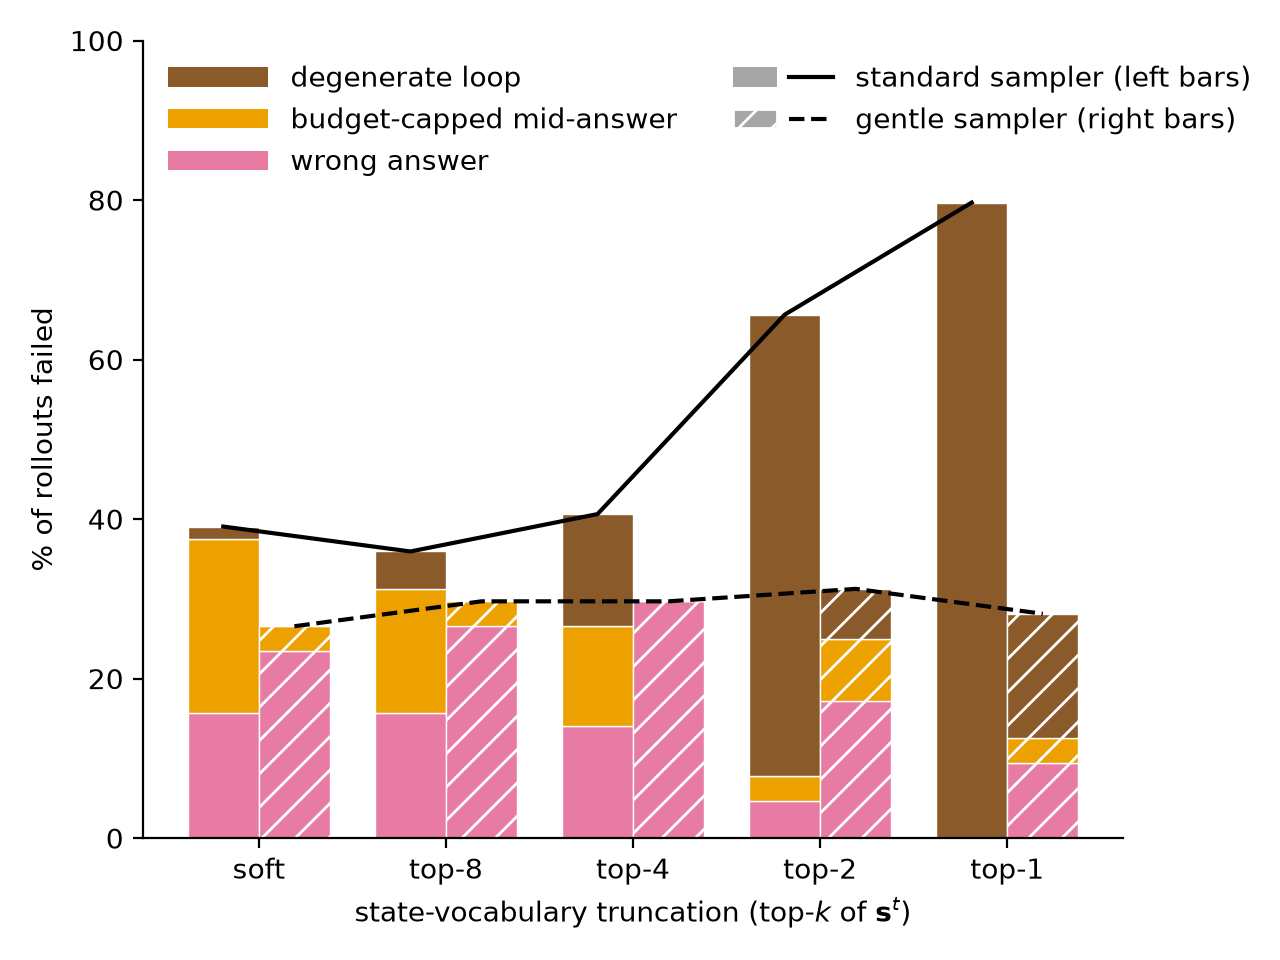 100
80
60
40
20
0
% of rollouts failed
degenerate loop
budget-capped mid-answer
wrong answer
standard sampler (left bars)
gentle sampler (right bars)
soft top-8 top-4 top-2 top-1
state-vocabulary truncation (top-k of sᵗ)